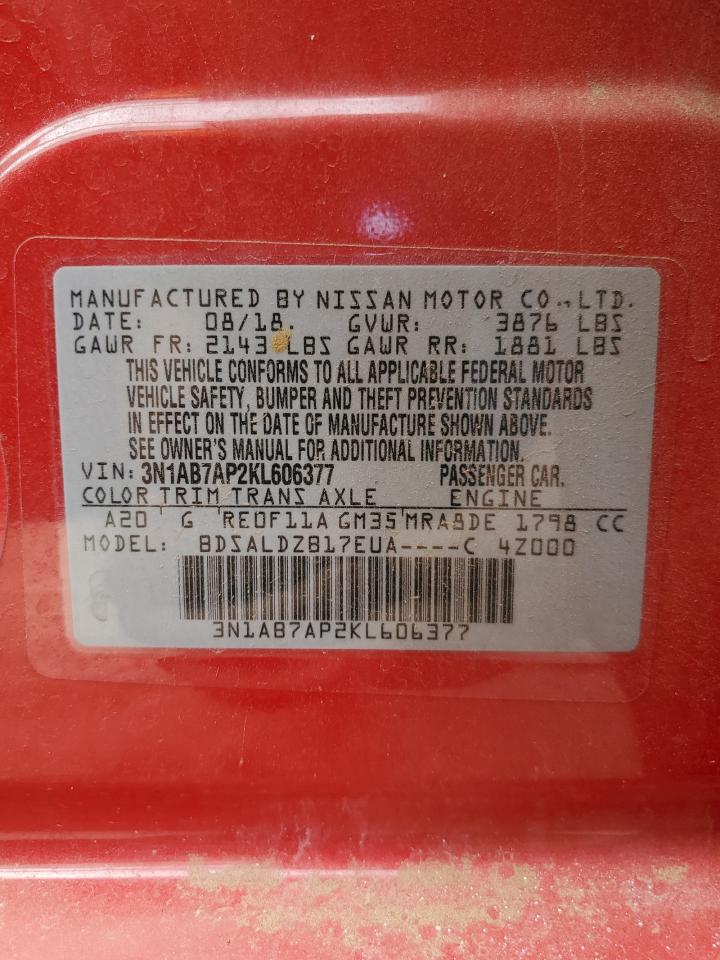 MANUFACTURED BY NISSAN MOTOR CO., LTD.
DATE: 08/18. GVWR: 3876 LBS
GAWR FR: 2143 LBS GAWR RR: 1881 LBS
THIS VEHICLE CONFORMS TO ALL APPLICABLE FEDERAL MOTOR
VEHICLE SAFETY, BUMPER AND THEFT PREVENTION STANDARDS
IN EFFECT ON THE DATE OF MANUFACTURE SHOWN ABOVE.
SEE OWNER'S MANUAL FOR ADDITIONAL INFORMATION.
VIN: 3N1AB7AP2KL606377 PASSENGER CAR.
COLOR TRIM TRANS AXLE ENGINE
A20 G RE0F11A GM35 MRA8DE 1798 CC
MODEL: BDSALDZB17EUA----C 4Z000
3N1AB7AP2KL606377